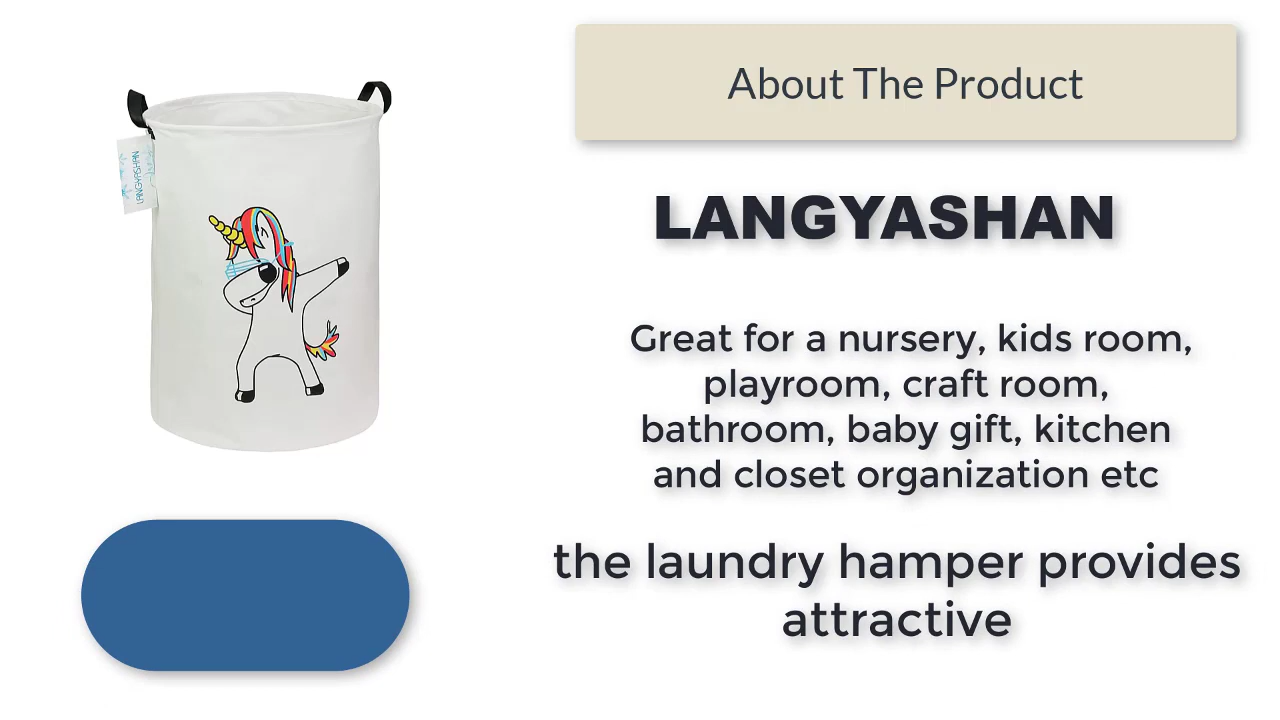 About The Product
LANGYASHAN
LANGYASHAN
Great for a nursery, kids room,
playroom, craft room,
bathroom, baby gift, kitchen
and closet organization etc
the laundry hamper provides
attractive